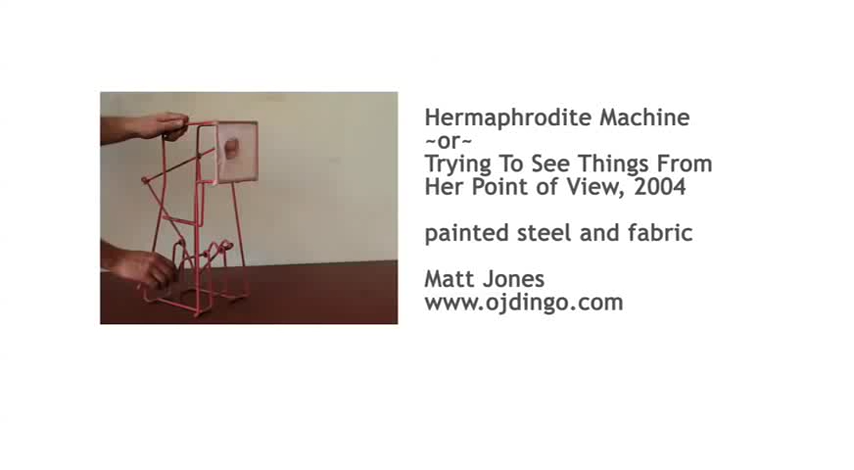 Hermaphrodite Machine
~or~
Trying To See Things From
Her Point of View, 2004
painted steel and fabric
Matt Jones
www.ojdingo.com